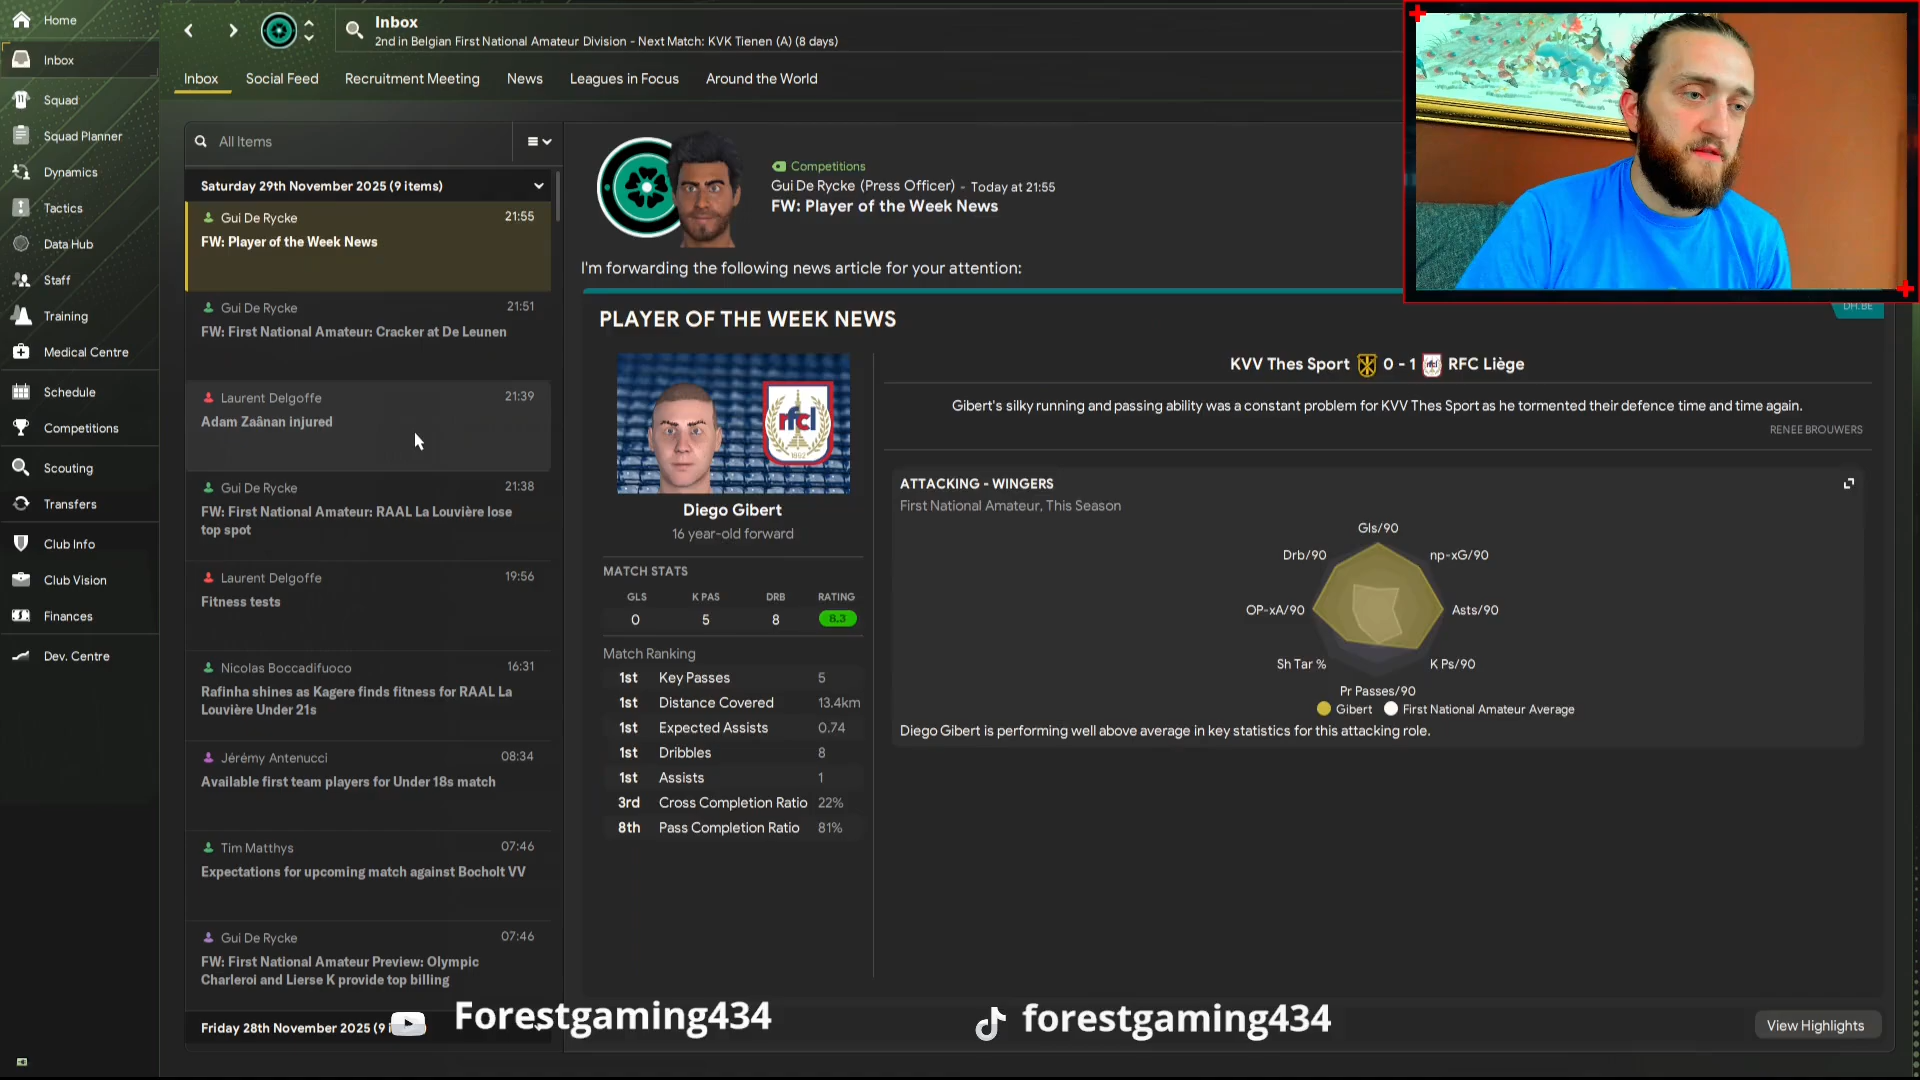 Home
Inbox
Squad
Squad Planner
Dynamics
Tactics
Data Hub
Staff
Training
Medical Centre
Schedule
Competitions
Scouting
Transfers
Club Info
Club Vision
Finances
Dev. Centre
Inbox
2nd in Belgian First National Amateur Division - Next Match: KVK Tienen (A) (8 days)
Inbox Social Feed Recruitment Meeting News Leagues in Focus Around the World
All Items
Saturday 29th November 2025 (9 items)
Gui De Rycke 21:55
FW: Player of the Week News
Gui De Rycke 21:51
FW: First National Amateur: Cracker at De Leunen
Laurent Delgoffe 21:39
Adam Zaânan injured
Gui De Rycke 21:38
FW: First National Amateur: RAAL La Louvière lose
top spot
Laurent Delgoffe 19:56
Fitness tests
Nicolas Boccadifuoco 16:31
Rafinha shines as Kagere finds fitness for RAAL La
Louvière Under 21s
Jérémy Antenucci 08:34
Available first team players for Under 18s match
Tim Matthys 07:46
Expectations for upcoming match against Bocholt VV
Gui De Rycke 07:46
FW: First National Amateur Preview: Olympic
Charleroi and Lierse K provide top billing
Friday 28th November 2025 (9
Competitions
Gui De Rycke (Press Officer) - Today at 21:55
FW: Player of the Week News
I'm forwarding the following news article for your attention:
DH.BE
PLAYER OF THE WEEK NEWS
rfcl
1892
Diego Gibert
16 year-old forward
MATCH STATS
GLS K PAS DRB RATING
0 5 8 8.3
Match Ranking
1st Key Passes 5
1st Distance Covered 13.4km
1st Expected Assists 0.74
1st Dribbles 8
1st Assists 1
3rd Cross Completion Ratio 22%
8th Pass Completion Ratio 81%
KVV Thes Sport 0 - 1 RFC Liège
Gibert's silky running and passing ability was a constant problem for KVV Thes Sport as he tormented their defence time and time again.
RENEE BROUWERS
ATTACKING - WINGERS
First National Amateur, This Season
Gls/90
Drb/90 np-xG/90
OP-xA/90 Asts/90
Sh Tar % K Ps/90
Pr Passes/90
Gibert First National Amateur Average
Diego Gibert is performing well above average in key statistics for this attacking role.
Forestgaming434
forestgaming434
View Highlights